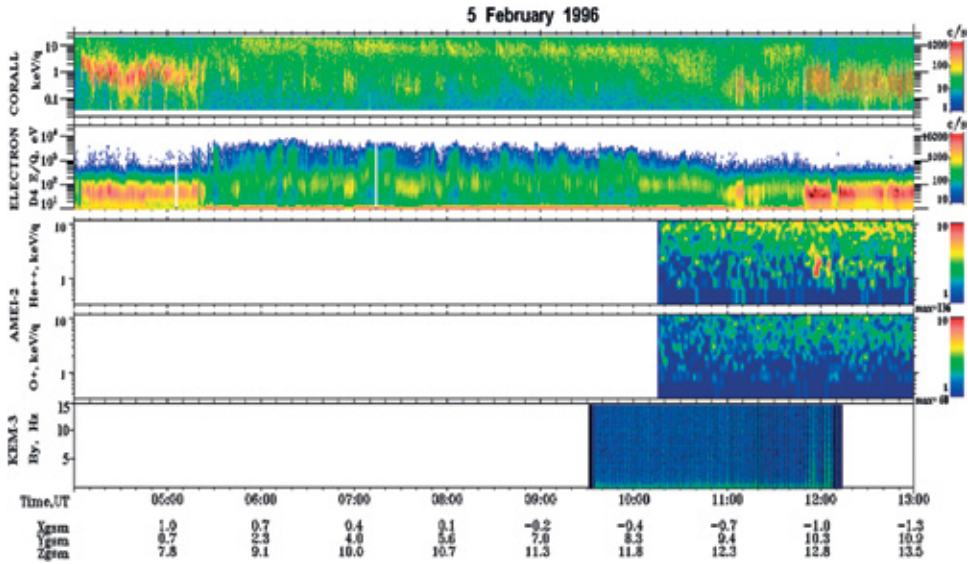 5 February 1996
CORALL
keV/q
10
1
0.1
c/s
100
10
1
ELECTRON
D4 E/Q, eV
c/s
1000
100
10
AMEI-2
He++, keV/q
10
1
10
1
O+, keV/q
10
1
10
1
KEM-3
By, Hz
15
10
5
Time,UT 05:00 06:00 07:00 08:00 09:00 10:00 11:00 12:00 13:00
Xgsm 1.0 0.7 0.4 0.1 -0.2 -0.4 -0.7 -1.0 -1.3
Ygsm 0.7 2.3 4.0 5.6 7.0 8.3 9.4 10.3 10.9
Zgsm 7.8 9.1 10.0 10.7 11.3 11.8 12.3 12.8 13.5